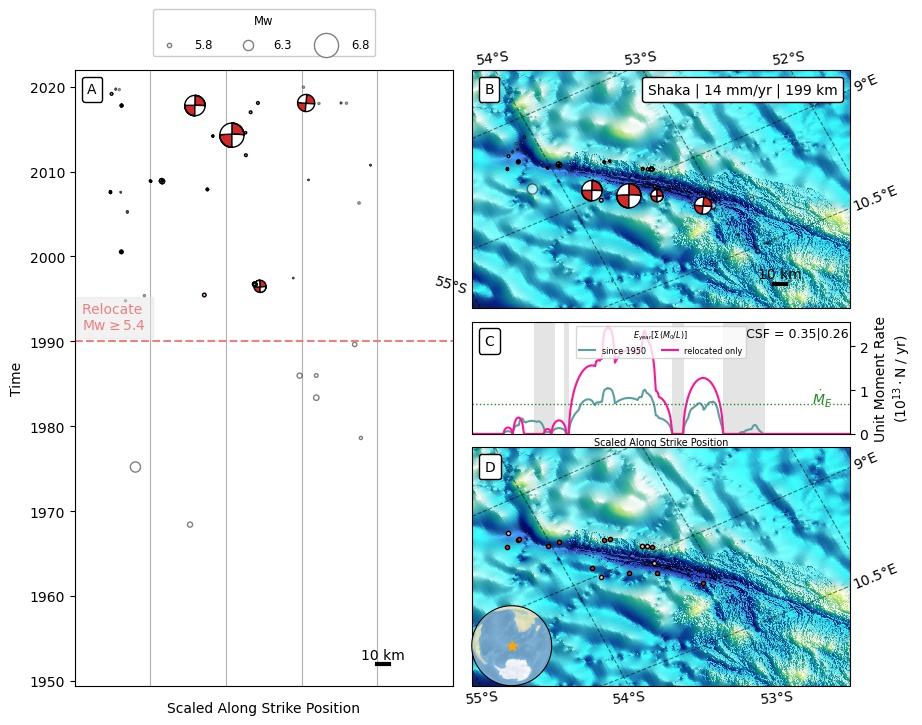 Mw
5.8 6.3 6.8
A
2020
2010
2000
1990
1980
1970
1960
1950
Time
Relocate
Mw ≥ 5.4
10 km
Scaled Along Strike Position
54°S 53°S 52°S
B
Shaka | 14 mm/yr | 199 km
9°E
10.5°E
55°S
10 km
C
E_year[Σ(M₀/L)]
since 1950 relocated only
CSF = 0.35|0.26
Ṁ_E
2
1
0
Unit Moment Rate
(10¹³ · N / yr)
Scaled Along Strike Position
D
9°E
10.5°E
55°S 54°S 53°S